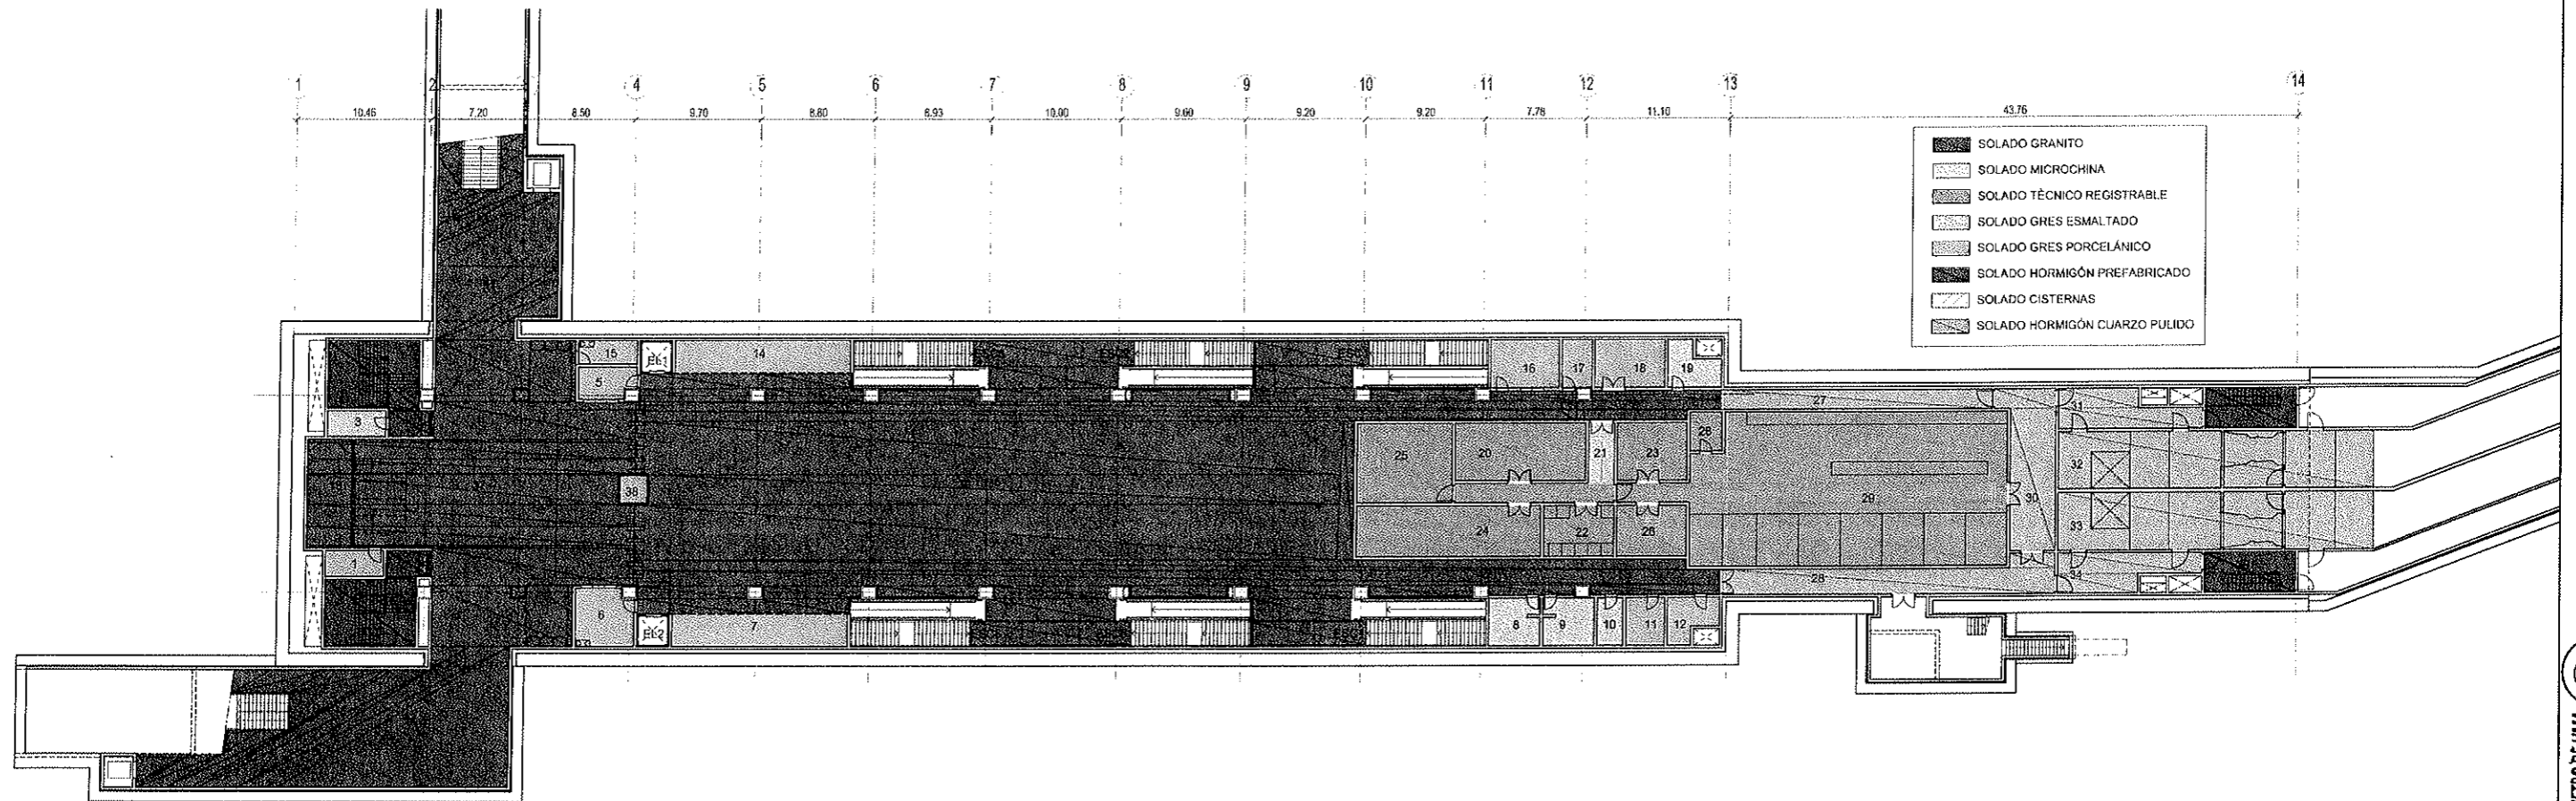 1 2 4 5 6 7 8 9 10 11 12 13 14
10.46 7.20 8.50 9.70 8.80 8.93 10.00 9.60 9.20 9.20 7.78 11.10 43.76
SOLADO GRANITO
SOLADO MICROCHINA
SOLADO TÉCNICO REGISTRABLE
SOLADO GRES ESMALTADO
SOLADO GRES PORCELÁNICO
SOLADO HORMIGÓN PREFABRICADO
SOLADO CISTERNAS
SOLADO HORMIGÓN CUARZO PULIDO
15 EL1 14 16 17 18 19
5
27 31
3
25 20 21 23 28
32
38
29 30
24 22 26 33
1
28 34
6 EL2 7 8 9 10 11 12